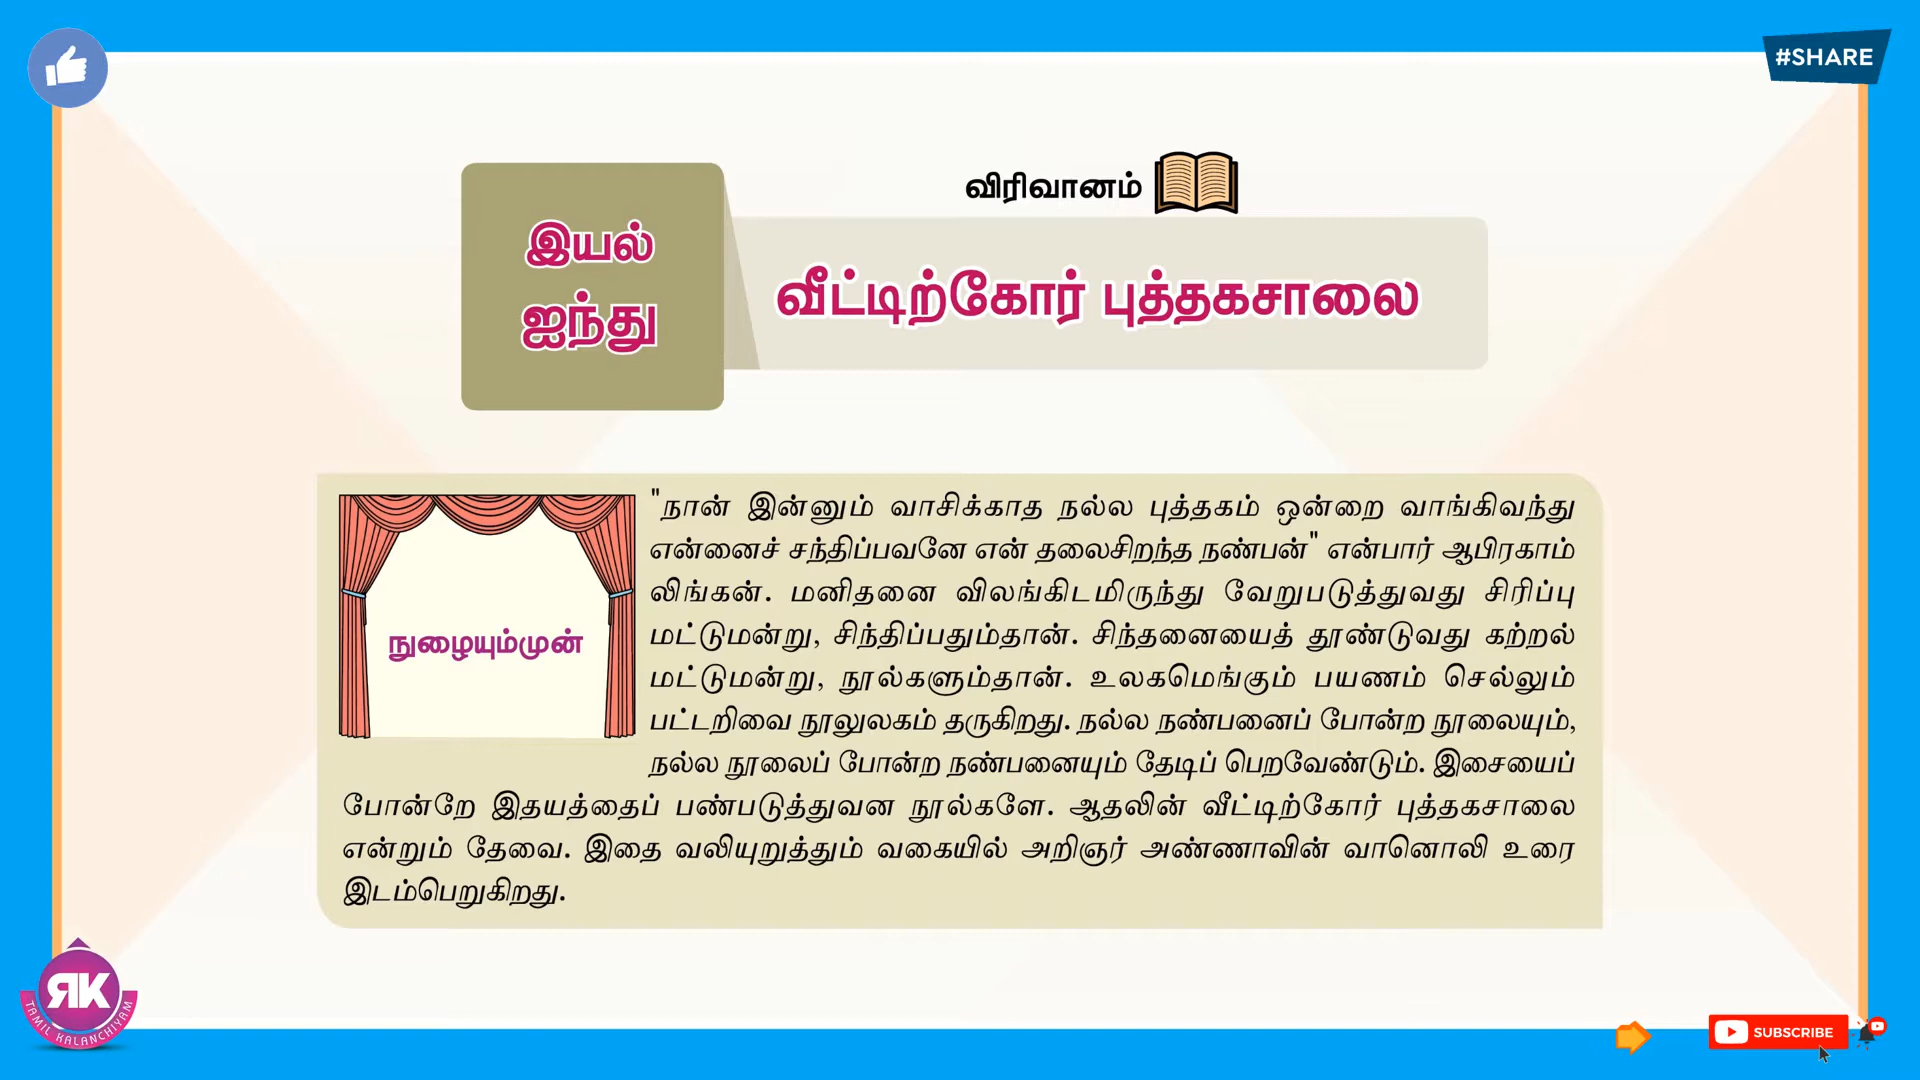 #SHARE
விரிவானம்
இயல்
ஐந்து
வீட்டிற்கோர் புத்தகசாலை
நுழையும்முன்
"நான் இன்னும் வாசிக்காத நல்ல புத்தகம் ஒன்றை வாங்கிவந்து
என்னைச் சந்திப்பவனே என் தலைசிறந்த நண்பன்" என்பார் ஆபிரகாம்
லிங்கன். மனிதனை விலங்கிடமிருந்து வேறுபடுத்துவது சிரிப்பு
மட்டுமன்று, சிந்திப்பதும்தான். சிந்தனையைத் தூண்டுவது கற்றல்
மட்டுமன்று, நூல்களும்தான். உலகமெங்கும் பயணம் செல்லும்
பட்டறிவை நூலுலகம் தருகிறது. நல்ல நண்பனைப் போன்ற நூலையும்,
நல்ல நூலைப் போன்ற நண்பனையும் தேடிப் பெறவேண்டும். இசையைப்
போன்றே இதயத்தைப் பண்படுத்துவன நூல்களே. ஆதலின் வீட்டிற்கோர் புத்தகசாலை
என்றும் தேவை. இதை வலியுறுத்தும் வகையில் அறிஞர் அண்ணாவின் வானொலி உரை
இடம்பெறுகிறது.
RK
TAMIL KALANCHIYAM
SUBSCRIBE